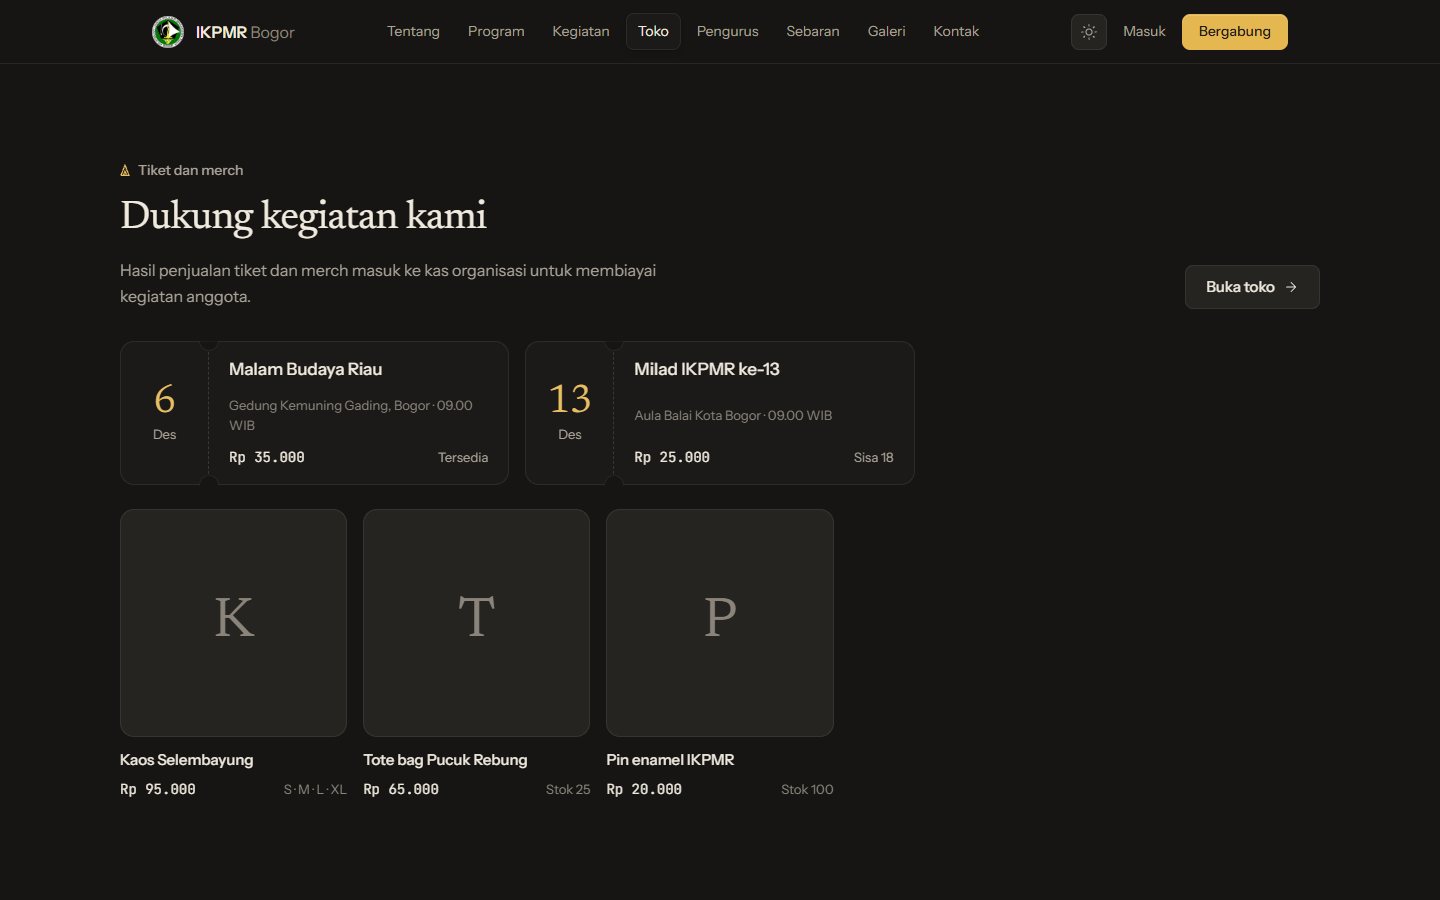 IKPMR Bogor
Tentang
Program
Kegiatan
Toko
Pengurus
Sebaran
Galeri
Kontak
Masuk
Bergabung
Tiket dan merch
Dukung kegiatan kami
Hasil penjualan tiket dan merch masuk ke kas organisasi untuk membiayai
kegiatan anggota.
Buka toko →
6
Des
Malam Budaya Riau
Gedung Kemuning Gading, Bogor · 09.00
WIB
Rp 35.000
Tersedia
13
Des
Milad IKPMR ke-13
Aula Balai Kota Bogor · 09.00 WIB
Rp 25.000
Sisa 18
K
T
P
Kaos Selembayung
Rp 95.000
S · M · L · XL
Tote bag Pucuk Rebung
Rp 65.000
Stok 25
Pin enamel IKPMR
Rp 20.000
Stok 100